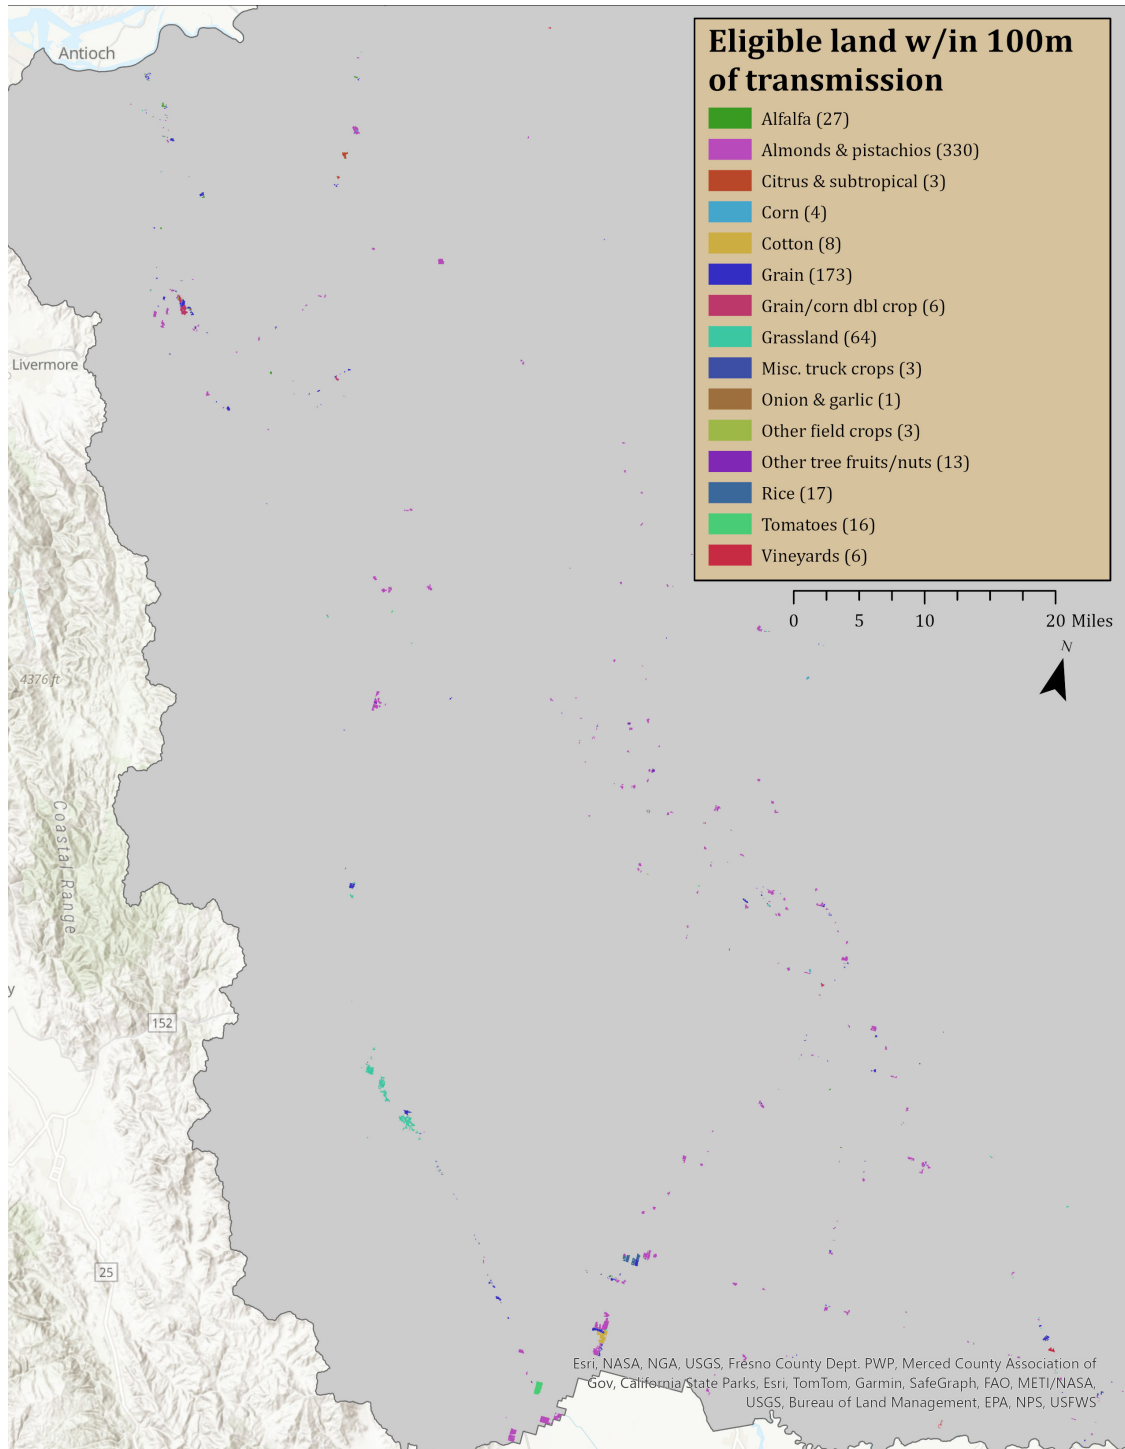 Antioch
Eligible land w/in 100m
of transmission
Alfalfa (27)
Almonds & pistachios (330)
Citrus & subtropical (3)
Corn (4)
Cotton (8)
Grain (173)
Grain/corn dbl crop (6)
Grassland (64)
Misc. truck crops (3)
Onion & garlic (1)
Other field crops (3)
Other tree fruits/nuts (13)
Rice (17)
Tomatoes (16)
Vineyards (6)
Livermore
0 5 10 20 Miles
N
4376 ft
Coastal Range
y
152
25
Esri, NASA, NGA, USGS, Fresno County Dept. PWP, Merced County Association of
Gov, California State Parks, Esri, TomTom, Garmin, SafeGraph, FAO, METI/NASA,
USGS, Bureau of Land Management, EPA, NPS, USFWS